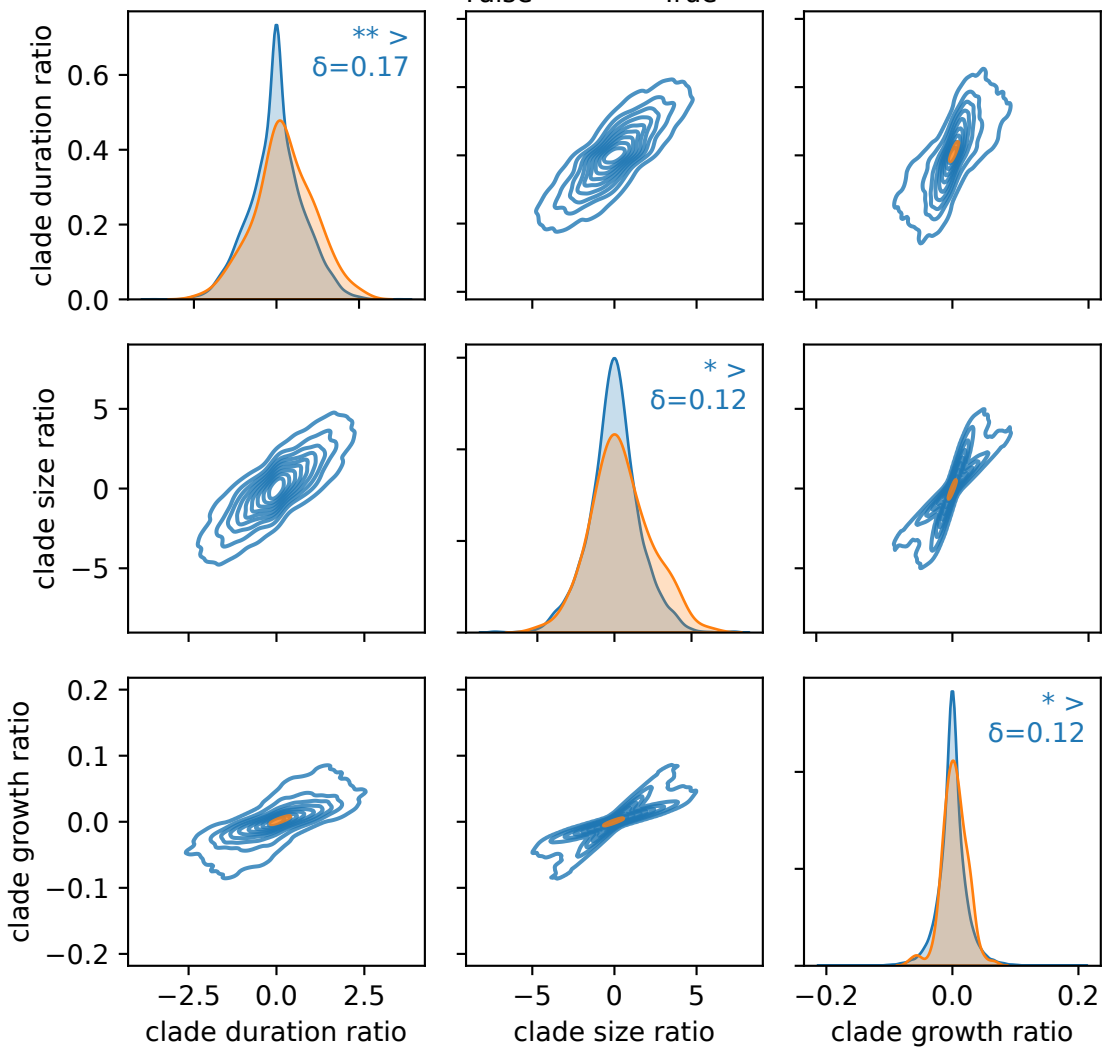 True
** >
δ=0.17
clade duration ratio
0.6
0.4
0.2
0.0
* >
δ=0.12
clade size ratio
5
0
−5
* >
δ=0.12
clade growth ratio
0.2
0.1
0.0
−0.1
−0.2
−2.5 0.0 2.5
−5 0 5
−0.2 0.0 0.2
clade duration ratio
clade size ratio
clade growth ratio